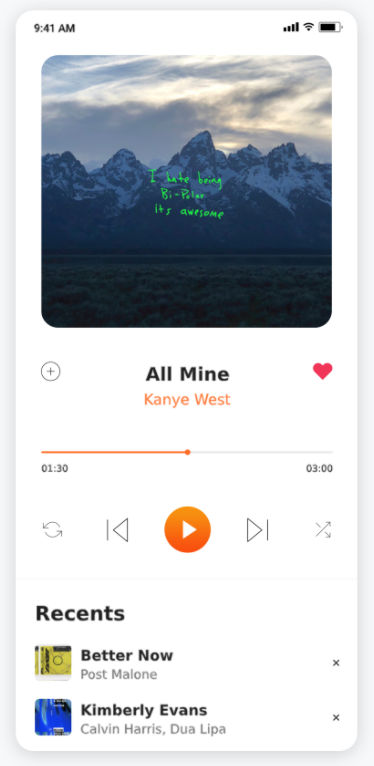 9:41 AM
I hate being
Bi-Polar
its awesome
All Mine
Kanye West
01:30
03:00
Recents
Better Now
Post Malone
Kimberly Evans
Calvin Harris, Dua Lipa